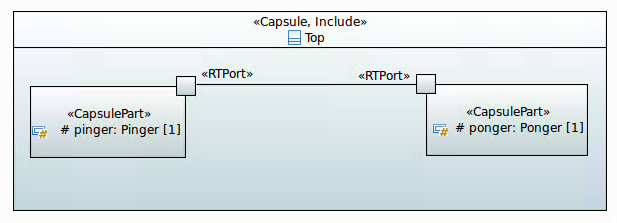 «Capsule, Include»
Top
«RTPort» «RTPort»
«CapsulePart»
# pinger: Pinger [1]
«CapsulePart»
# ponger: Ponger [1]